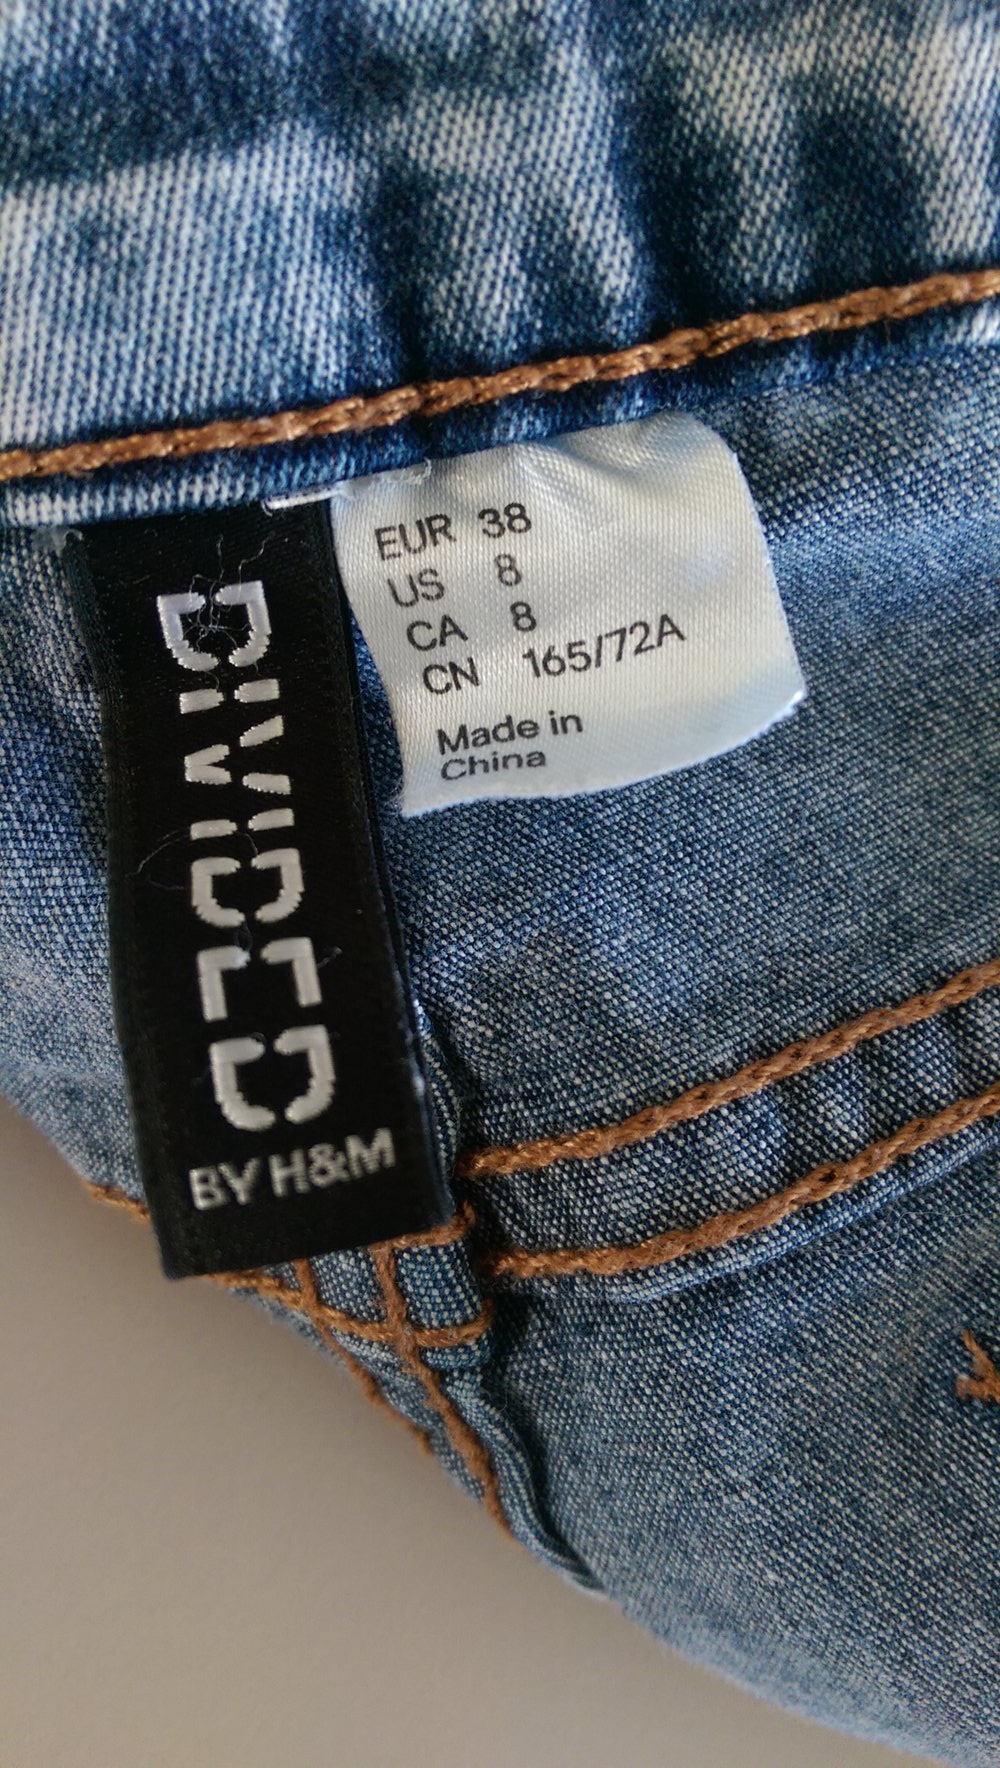 EUR 38
US 8
CA 8
CN 165/72A
Made in
China
DIVIDED
BY H&M